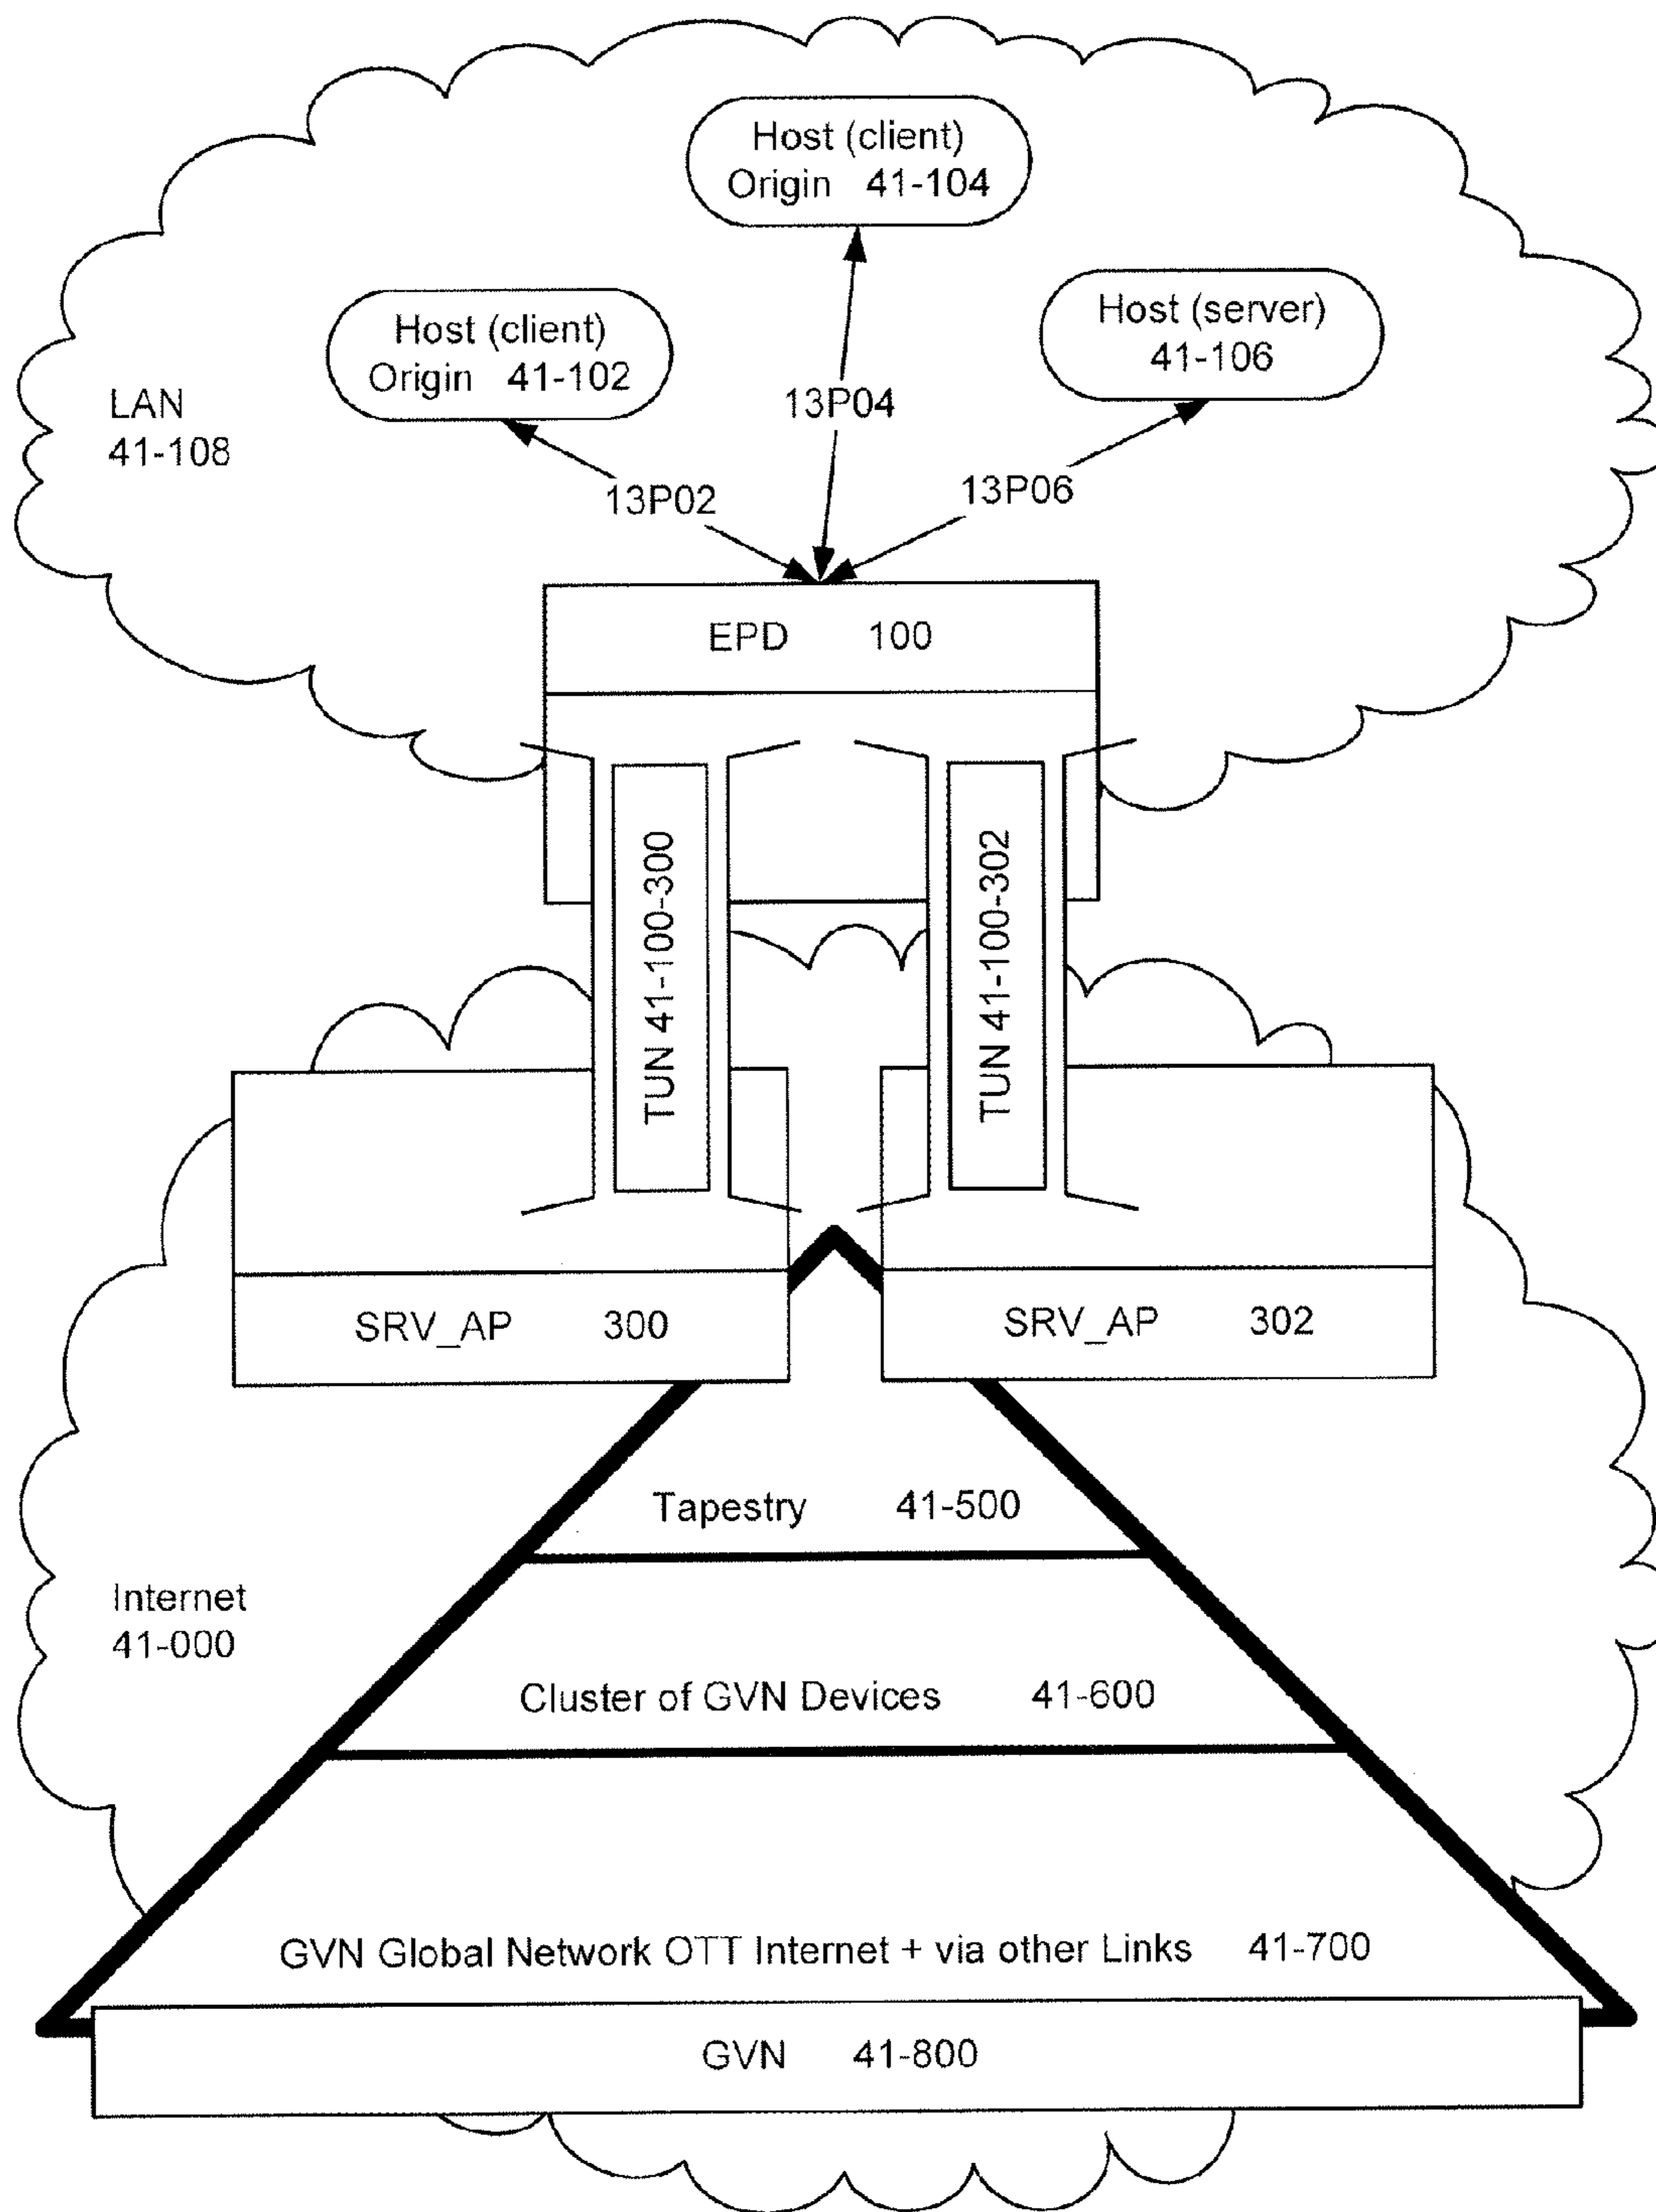 Host (client)
Origin 41-104
Host (client)
Origin 41-102
Host (server)
41-106
LAN
41-108
13P04
13P02
13P06
EPD 100
TUN 41-100-300
TUN 41-100-302
SRV_AP 300
SRV_AP 302
Tapestry 41-500
Internet
41-000
Cluster of GVN Devices 41-600
GVN Global Network OTT Internet + via other Links 41-700
GVN 41-800